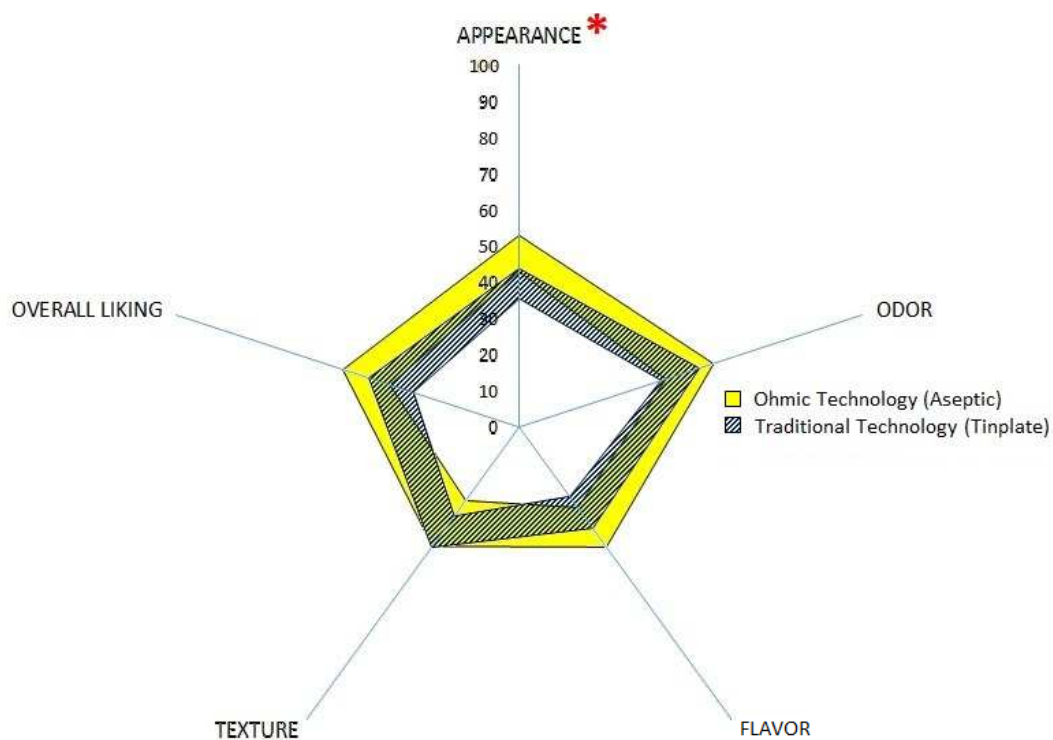 APPEARANCE *
100
90
80
70
60
50
40
30
20
10
0
OVERALL LIKING
ODOR
Ohmic Technology (Aseptic)
Traditional Technology (Tinplate)
TEXTURE
FLAVOR